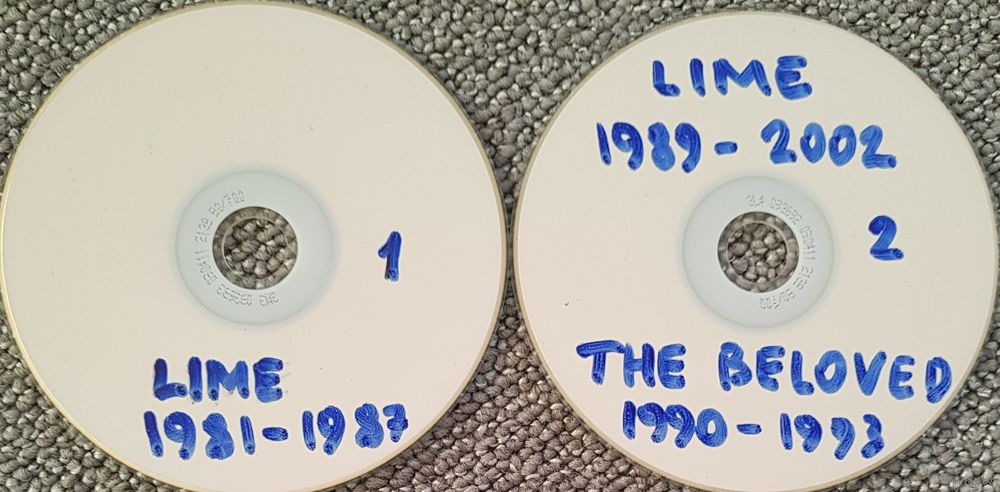 1
LIME
1981-1987
LIME
1989-2002
2
THE BELOVED
1990-1993